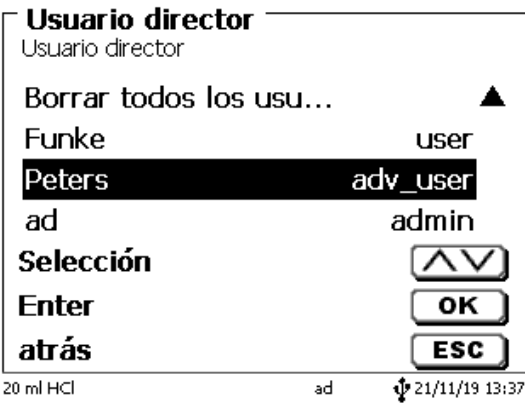 Usuario director
Usuario director
Borrar todos los usu...
Funke user
Peters adv_user
ad admin
Selección
Enter OK
atrás ESC
20 ml HCl ad 21/11/19 13:37